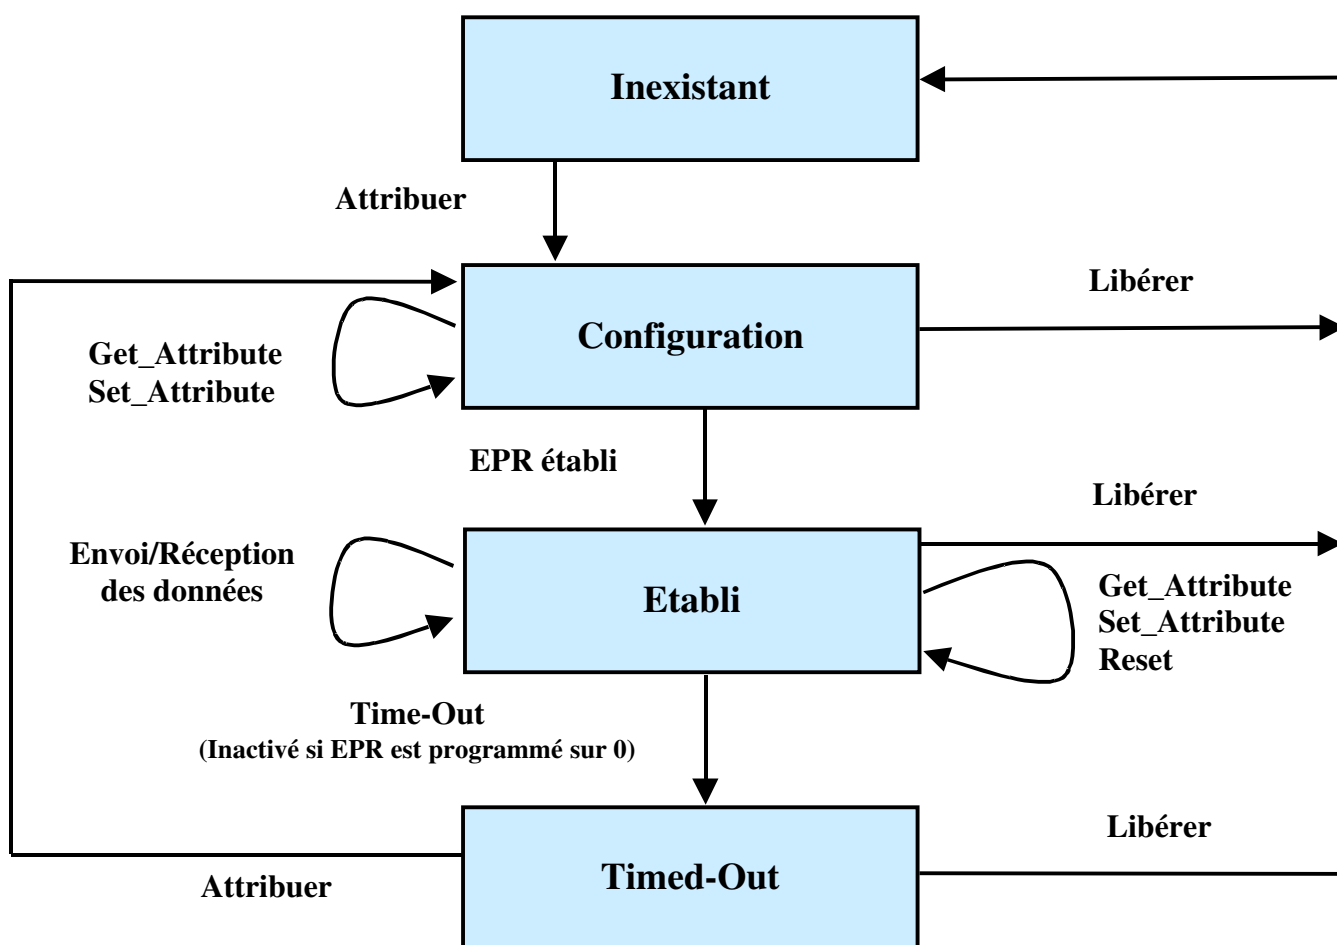 Inexistant
Attribuer
Libérer
Configuration
Get_Attribute
Set_Attribute
EPR établi
Libérer
Envoi/Réception
des données
Etabli
Get_Attribute
Set_Attribute
Reset
Time-Out
(Inactivé si EPR est programmé sur 0)
Libérer
Timed-Out
Attribuer